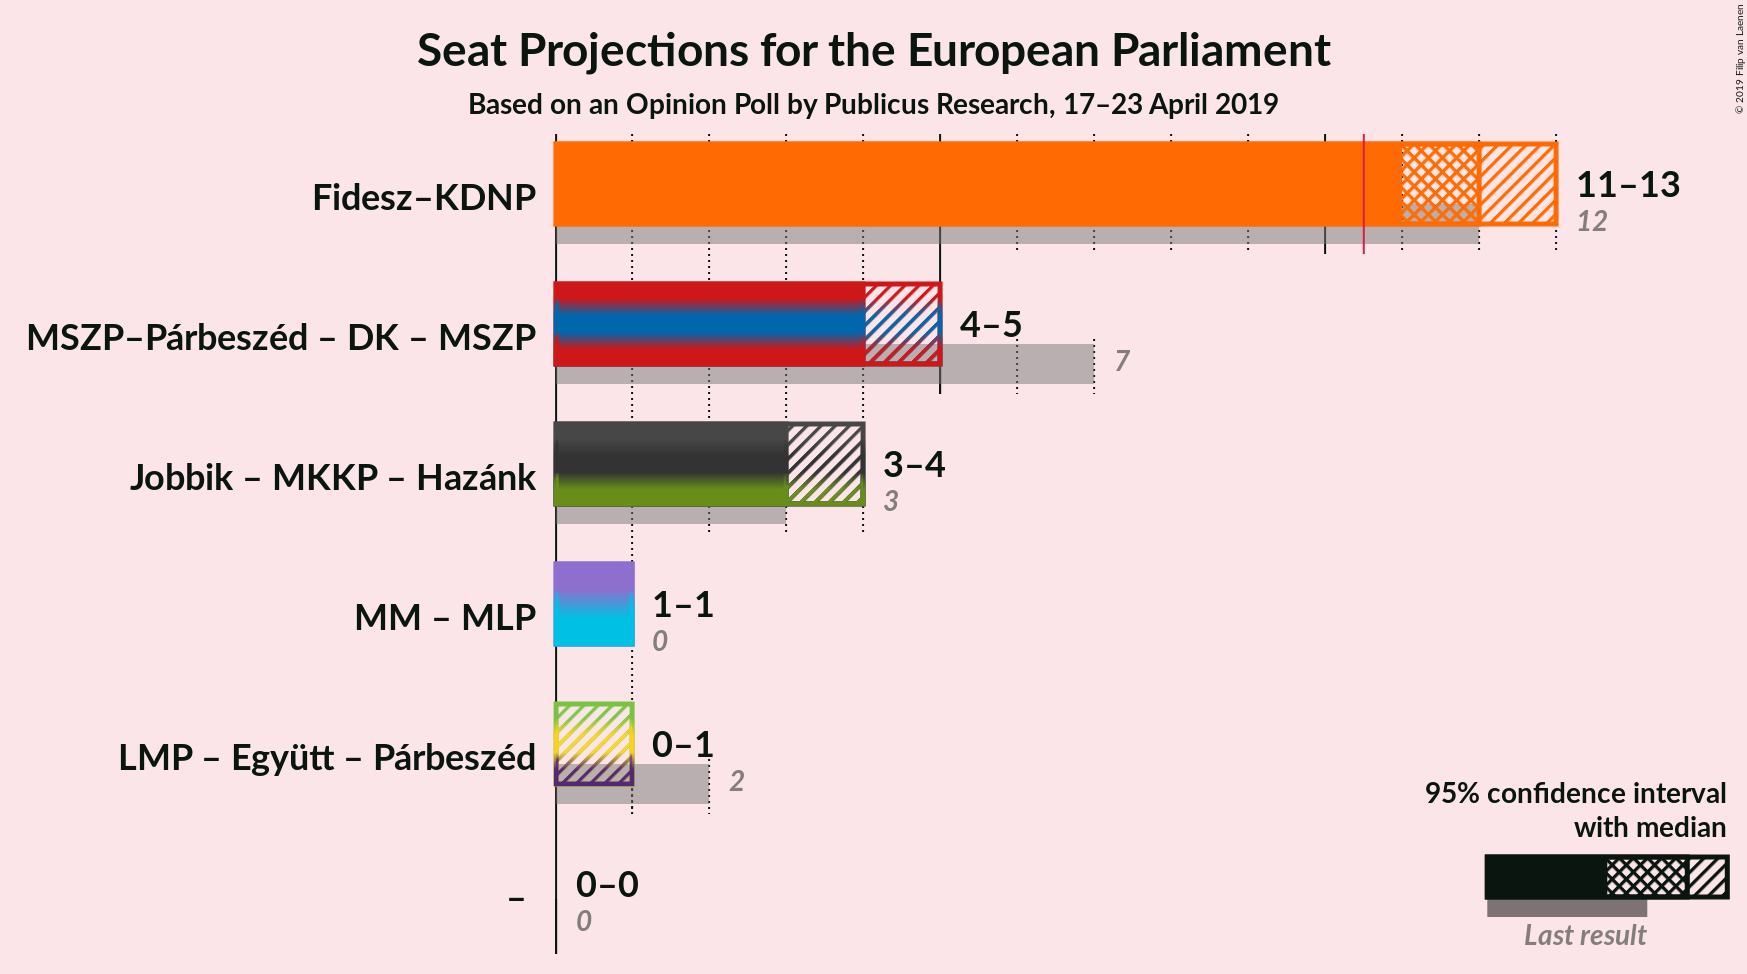 Seat Projections for the European Parliament
Based on an Opinion Poll by Publicus Research, 17–23 April 2019
© 2019 Filip van Laenen
Fidesz–KDNP
11–13
12
MSZP–Párbeszéd – DK – MSZP
4–5
7
Jobbik – MKKP – Hazánk
3–4
3
MM – MLP
1–1
0
LMP – Együtt – Párbeszéd
0–1
2
–
0–0
0
95% confidence interval
with median
Last result